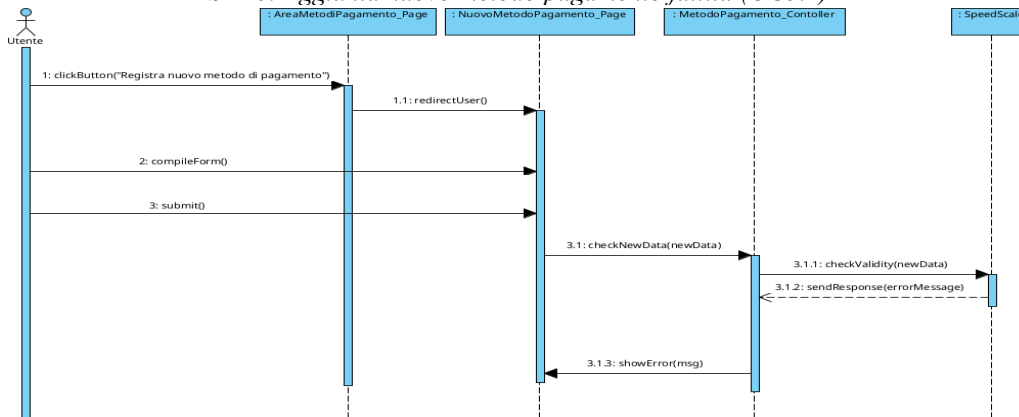 : AreaMetodiPagamento_Page
: NuovoMetodoPagamento_Page
: MetodoPagamento_Contoller
: SpeedScale
Utente
1: clickButton("Registra nuovo metodo di pagamento")
1.1: redirectUser()
2: compileForm()
3: submit()
3.1: checkNewData(newData)
3.1.1: checkValidity(newData)
3.1.2: sendResponse(errorMessage)
3.1.3: showError(msg)